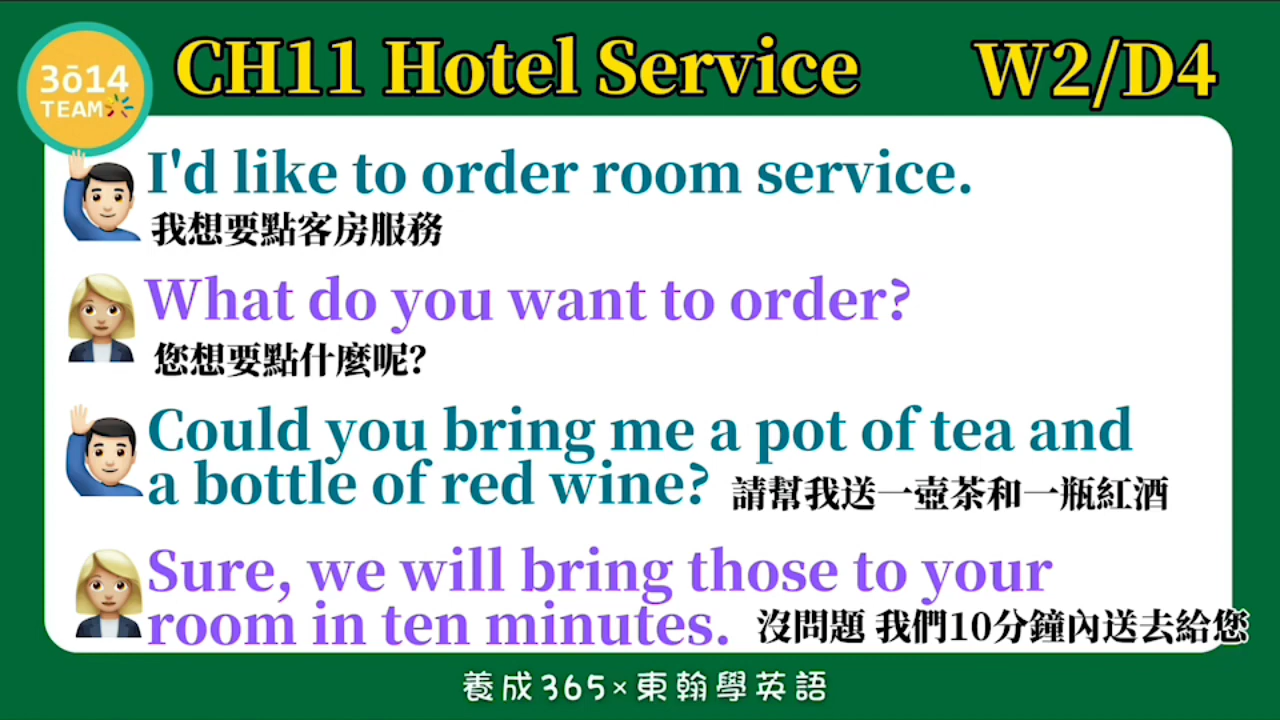 3ō14
TEAM
CH11 Hotel Service
W2/D4
I'd like to order room service.
我想要點客房服務
What do you want to order?
您想要點什麼呢?
Could you bring me a pot of tea and
a bottle of red wine?
請幫我送一壺茶和一瓶紅酒
Sure, we will bring those to your
room in ten minutes.
沒問題 我們10分鐘內送去給您
養成365×東翰學英語